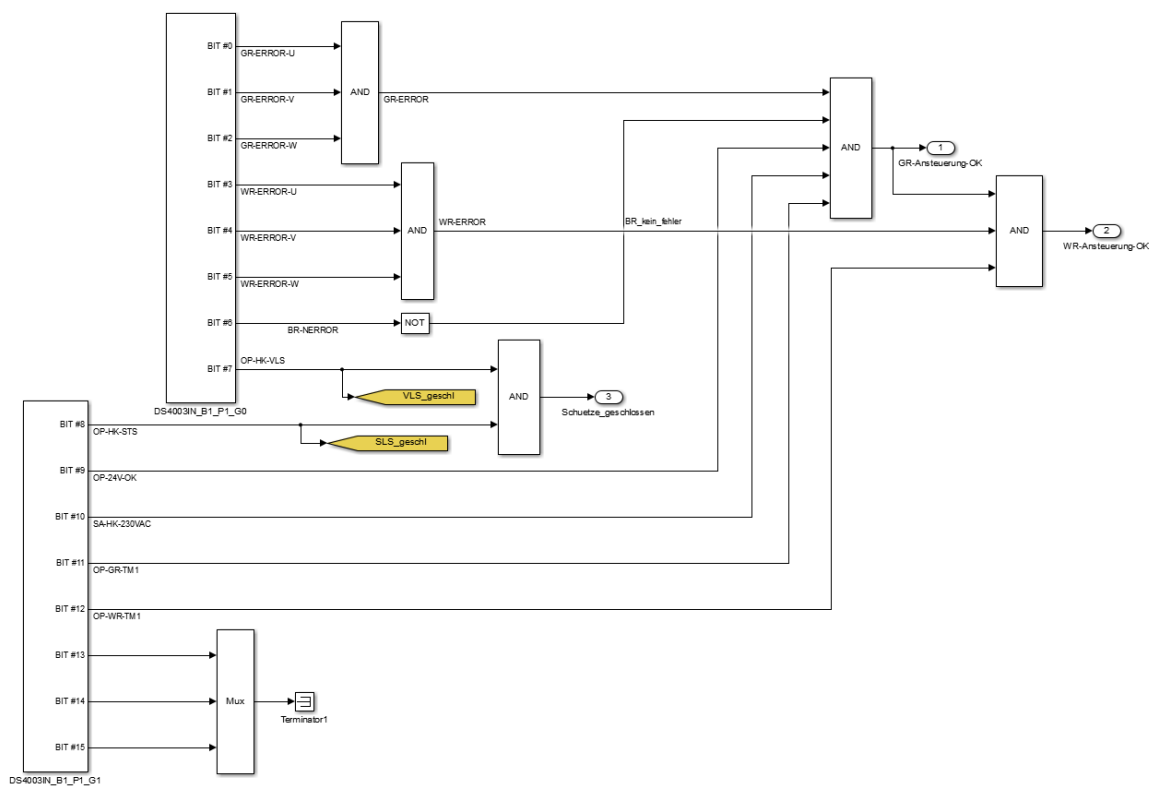 BIT #0
GR-ERROR-U
BIT #1
GR-ERROR-V
AND
GR-ERROR
BIT #2
GR-ERROR-W
BIT #3
WR-ERROR-U
BIT #4
WR-ERROR-V
AND
WR-ERROR
BR_kein_fehler
BIT #5
WR-ERROR-W
BIT #6
BR-NERROR
NOT
BIT #7
OP-HK-VLS
VLS_geschl
DS4003IN_B1_P1_G0
AND
1
GR-Ansteuerung-OK
AND
2
WR-Ansteuerung-OK
AND
3
Schuetze_geschlossen
BIT #8
OP-HK-STS
SLS_geschl
BIT #9
OP-24V-OK
BIT #10
SA-HK-230VAC
BIT #11
OP-GR-TM1
BIT #12
OP-WR-TM1
BIT #13
BIT #14
Mux
Terminator1
BIT #15
DS4003IN_B1_P1_G1